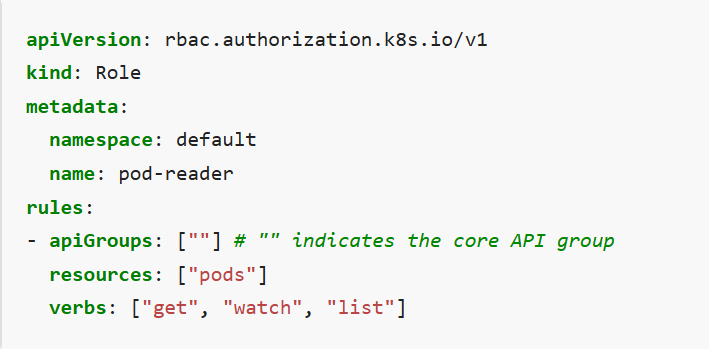 apiVersion: rbac.authorization.k8s.io/v1
kind: Role
metadata:
  namespace: default
  name: pod-reader
rules:
- apiGroups: [""] # "" indicates the core API group
  resources: ["pods"]
  verbs: ["get", "watch", "list"]